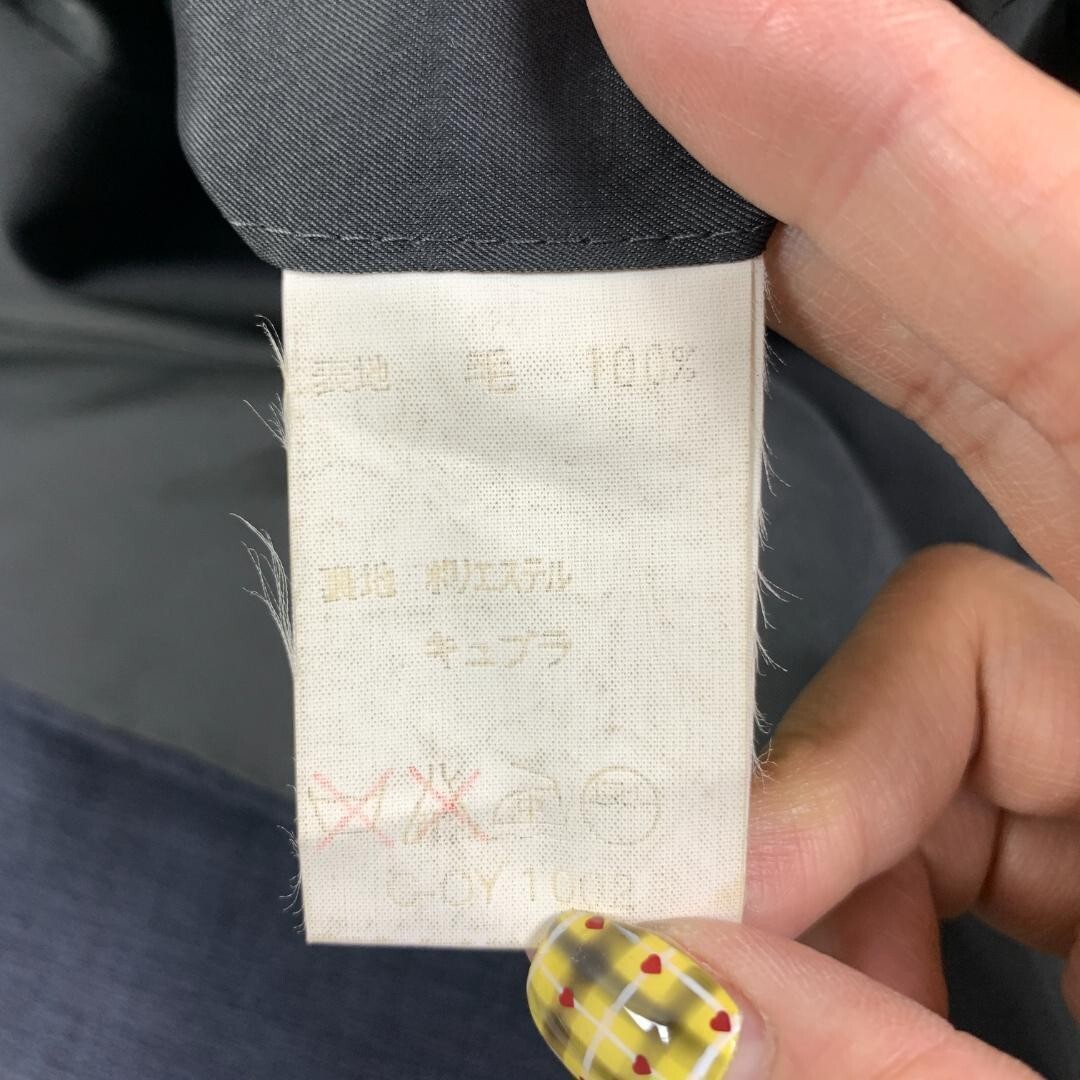 表地 毛 100%
裏地 ポリエステル
キュプラ